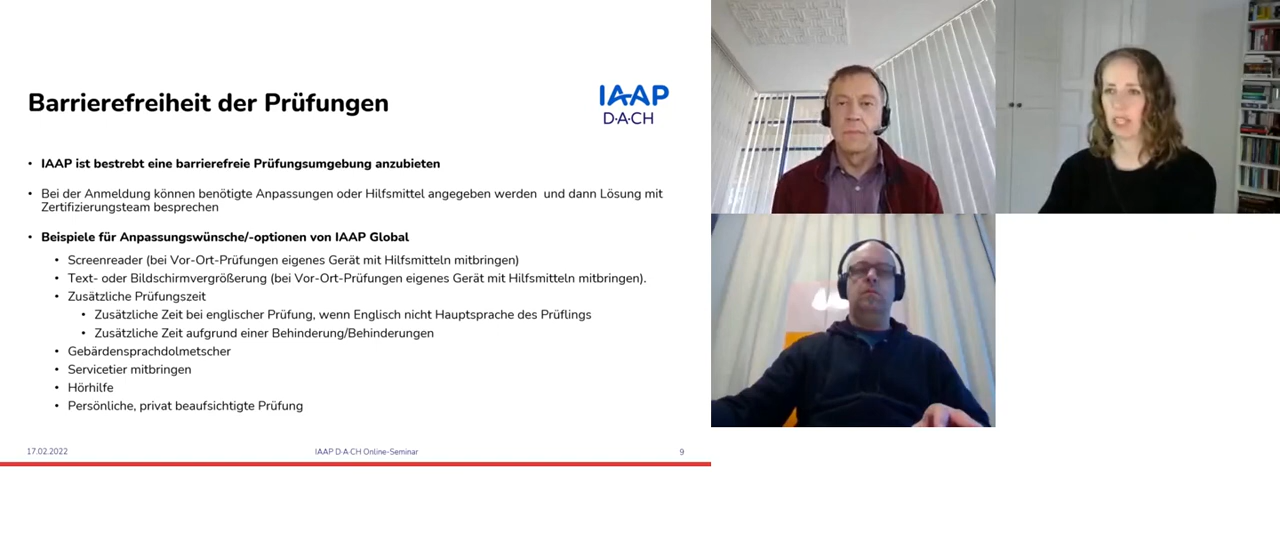 Barrierefreiheit der Prüfungen
IAAP
D·A·CH
• IAAP ist bestrebt eine barrierefreie Prüfungsumgebung anzubieten
• Bei der Anmeldung können benötigte Anpassungen oder Hilfsmittel angegeben werden und dann Lösung mit
Zertifizierungsteam besprechen
• Beispiele für Anpassungswünsche/-optionen von IAAP Global
• Screenreader (bei Vor-Ort-Prüfungen eigenes Gerät mit Hilfsmitteln mitbringen)
• Text- oder Bildschirmvergrößerung (bei Vor-Ort-Prüfungen eigenes Gerät mit Hilfsmitteln mitbringen).
• Zusätzliche Prüfungszeit
• Zusätzliche Zeit bei englischer Prüfung, wenn Englisch nicht Hauptsprache des Prüflings
• Zusätzliche Zeit aufgrund einer Behinderung/Behinderungen
• Gebärdensprachdolmetscher
• Servicetier mitbringen
• Hörhilfe
• Persönliche, privat beaufsichtigte Prüfung
17.02.2022
IAAP D·A·CH Online-Seminar
9